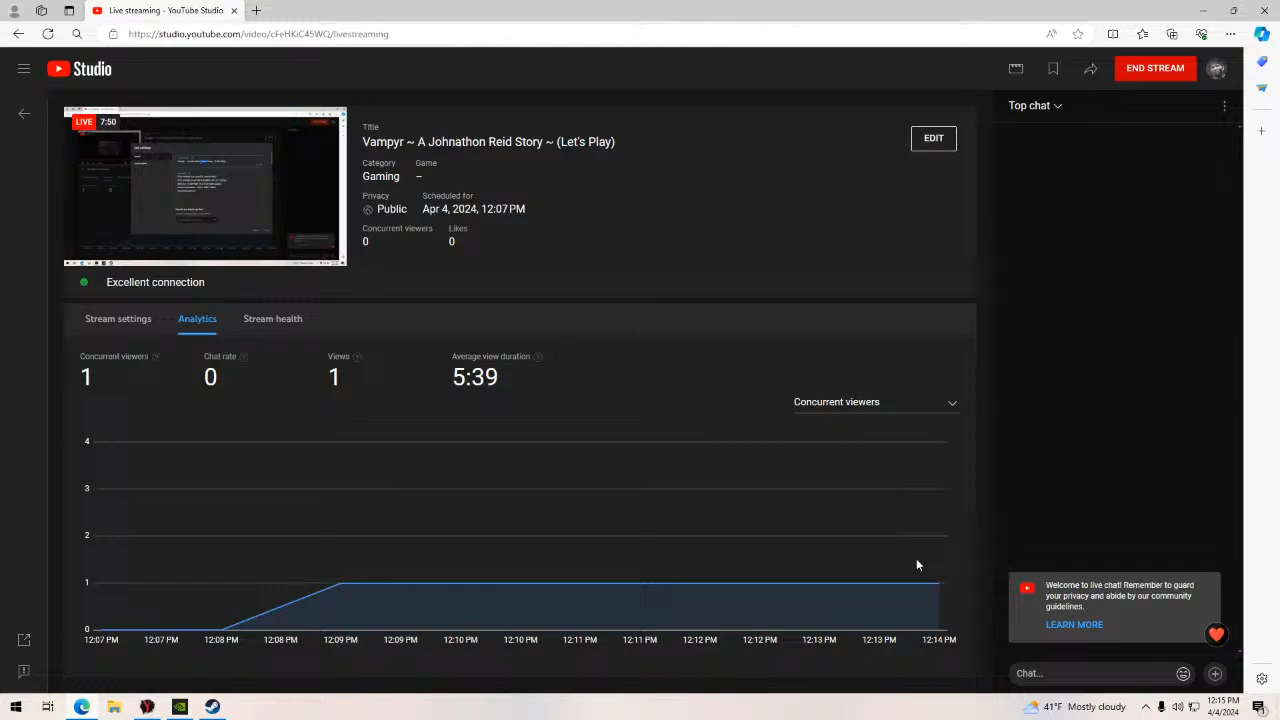 Live streaming - YouTube Studio
https://studio.youtube.com/video/cFeHKiC45WQ/livestreaming
Studio
END STREAM
Top chat
LIVE 7:50
Title
Vampyr ~ A Johnathon Reid Story ~ (Let's Play)
EDIT
Category Game
Gaming –
Privacy Scheduled for
Public Apr 4, 2024, 12:07 PM
Concurrent viewers Likes
0 0
Excellent connection
Stream settings Analytics Stream health
Concurrent viewers ? Chat rate ? Views ? Average view duration ?
1 0 1 5:39
Concurrent viewers
4
3
2
1
0
12:07 PM 12:07 PM 12:08 PM 12:08 PM 12:09 PM 12:09 PM 12:10 PM 12:10 PM 12:11 PM 12:11 PM 12:12 PM 12:12 PM 12:13 PM 12:13 PM 12:14 PM
Welcome to live chat! Remember to guard
your privacy and abide by our community
guidelines.
LEARN MORE
Chat...
41°F Mostly cloudy
12:15 PM
4/4/2024